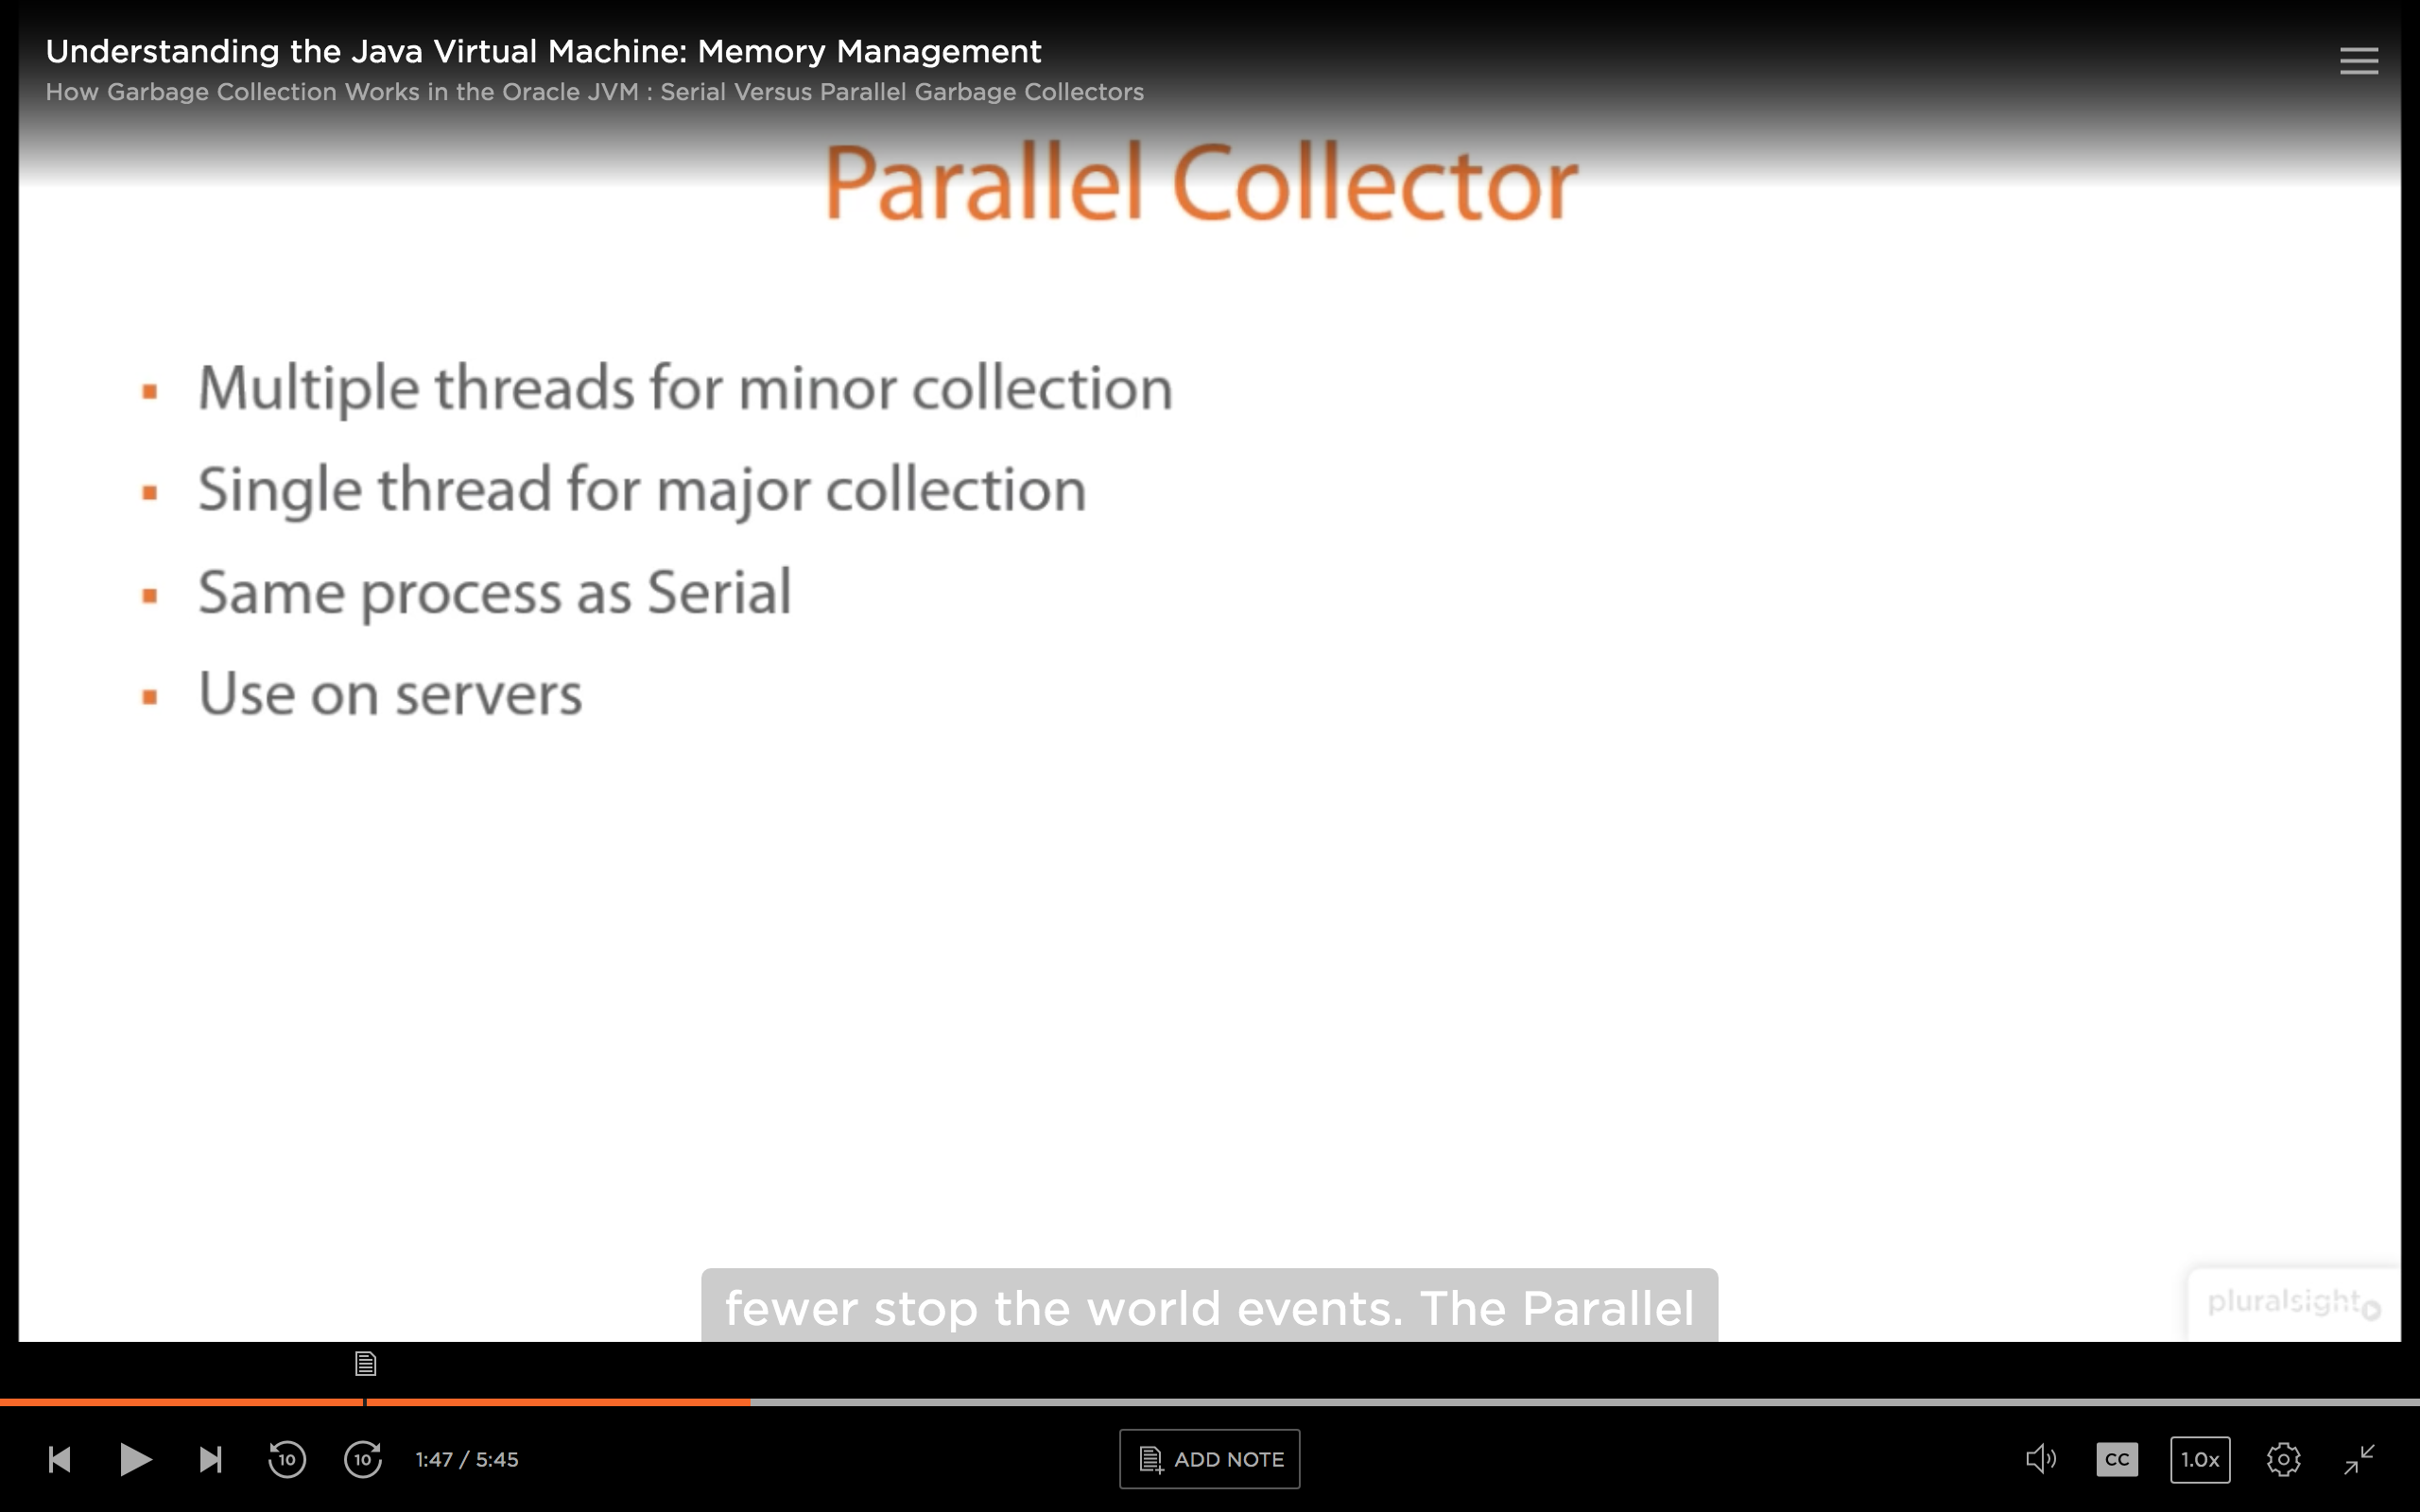 Understanding the Java Virtual Machine: Memory Management
How Garbage Collection Works in the Oracle JVM : Serial Versus Parallel Garbage Collectors
Parallel Collector
▪ Multiple threads for minor collection
▪ Single thread for major collection
▪ Same process as Serial
▪ Use on servers
fewer stop the world events. The Parallel
pluralsight
10
10
1:47 / 5:45
ADD NOTE
CC
1.0x